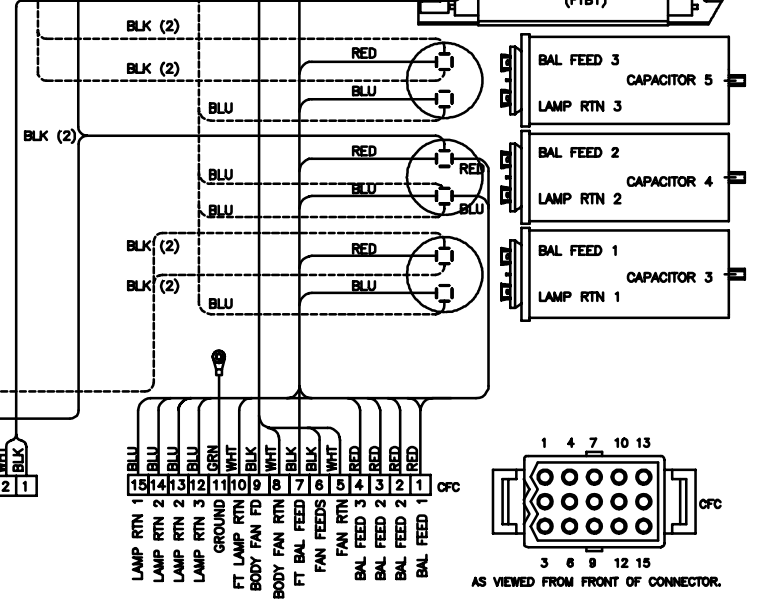 (FTBT)
BLK (2)
BLK (2)
RED
BLU
BLU
BAL FEED 3
CAPACITOR 5
LAMP RTN 3
BLK (2)
RED
RED
BLU
BLU
BLU
BLU
BAL FEED 2
CAPACITOR 4
LAMP RTN 2
BLK (2)
BLK (2)
RED
BLU
BLU
BAL FEED 1
CAPACITOR 3
LAMP RTN 1
WHT
BLK
2 1
BLU BLU BLU BLU GRN WHT BLK WHT BLK BLK WHT RED RED RED RED
15 14 13 12 11 10 9 8 7 6 5 4 3 2 1 CFC
LAMP RTN 1
LAMP RTN 2
LAMP RTN 2
LAMP RTN 3
GROUND
FT LAMP RTN
BODY FAN FD
BODY FAN RTN
FT BAL FEED
FAN FEEDS
FAN RTN
BAL FEED 3
BAL FEED 2
BAL FEED 2
BAL FEED 1
1 4 7 10 13
CFC
3 6 9 12 15
AS VIEWED FROM FRONT OF CONNECTOR.